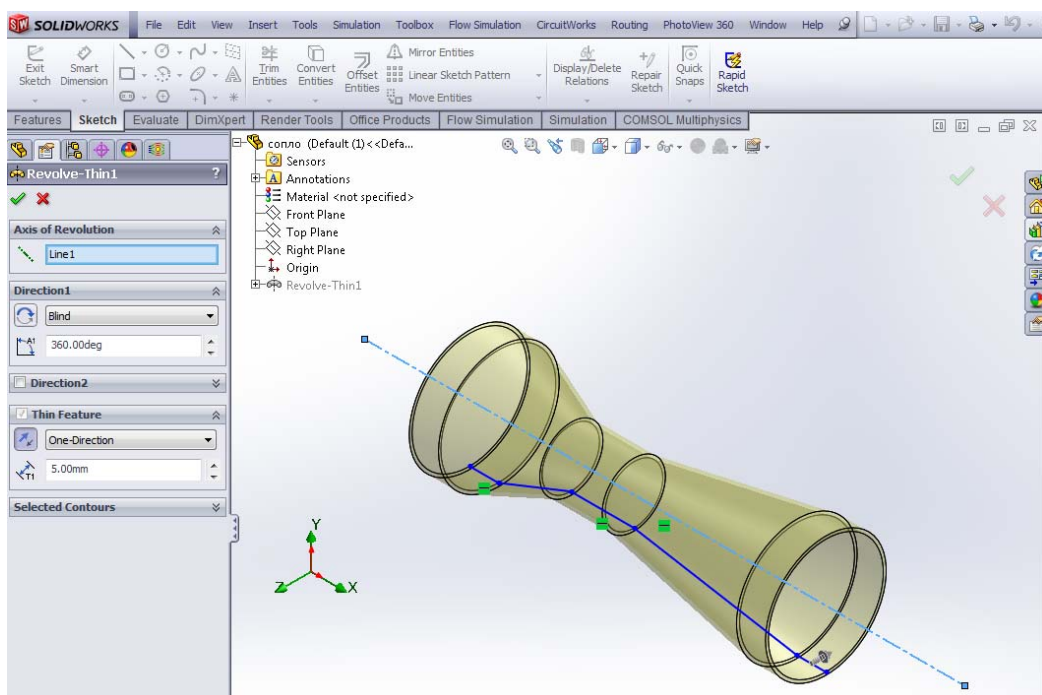 SW SOLIDWORKS File Edit View Insert Tools Simulation Toolbox Flow Simulation CircuitWorks Routing PhotoView 360 Window Help
Exit Sketch
Smart Dimension
Trim Entities
Convert Entities
Offset Entities
Mirror Entities
Linear Sketch Pattern
Move Entities
Display/Delete Relations
Repair Sketch
Quick Snaps
Rapid Sketch
Features Sketch Evaluate DimXpert Render Tools Office Products Flow Simulation Simulation COMSOL Multiphysics
Revolve-Thin1 ?
Axis of Revolution
Line1
Direction1
Blind
A1 360.00deg
Direction2
Thin Feature
One-Direction
T1 5.00mm
Selected Contours
сопло (Default (1) <<Defa...
Sensors
A Annotations
Material <not specified>
Front Plane
Top Plane
Right Plane
Origin
Revolve-Thin1
Y
Z
X